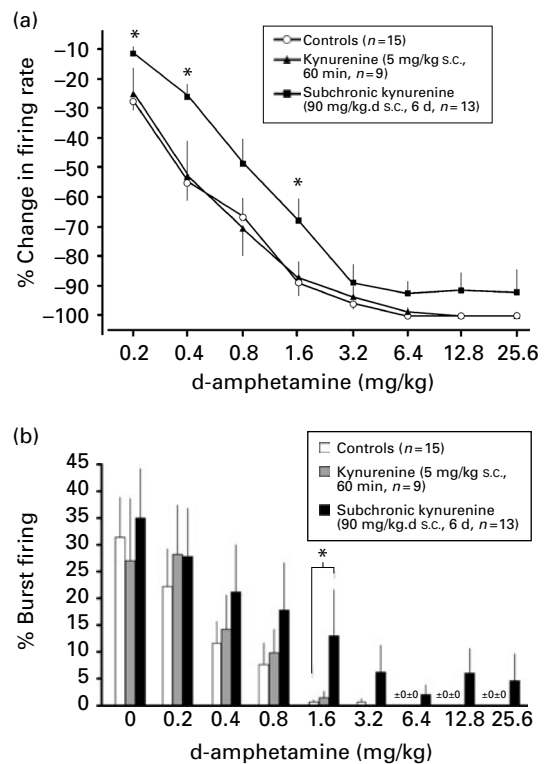 (a)
Controls (n=15)
Kynurenine (5 mg/kg s.c.,
60 min, n=9)
Subchronic kynurenine
(90 mg/kg.d s.c., 6 d, n=13)
* * *
% Change in firing rate
−10
−20
−30
−40
−50
−60
−70
−80
−90
−100
0.2 0.4 0.8 1.6 3.2 6.4 12.8 25.6
d-amphetamine (mg/kg)
(b)
Controls (n=15)
Kynurenine (5 mg/kg s.c.,
60 min, n=9)
Subchronic kynurenine
(90 mg/kg.d s.c., 6 d, n=13)
% Burst firing
45
40
35
30
25
20
15
10
5
0
*
±0±0 ±0±0 ±0±0
0 0.2 0.4 0.8 1.6 3.2 6.4 12.8 25.6
d-amphetamine (mg/kg)